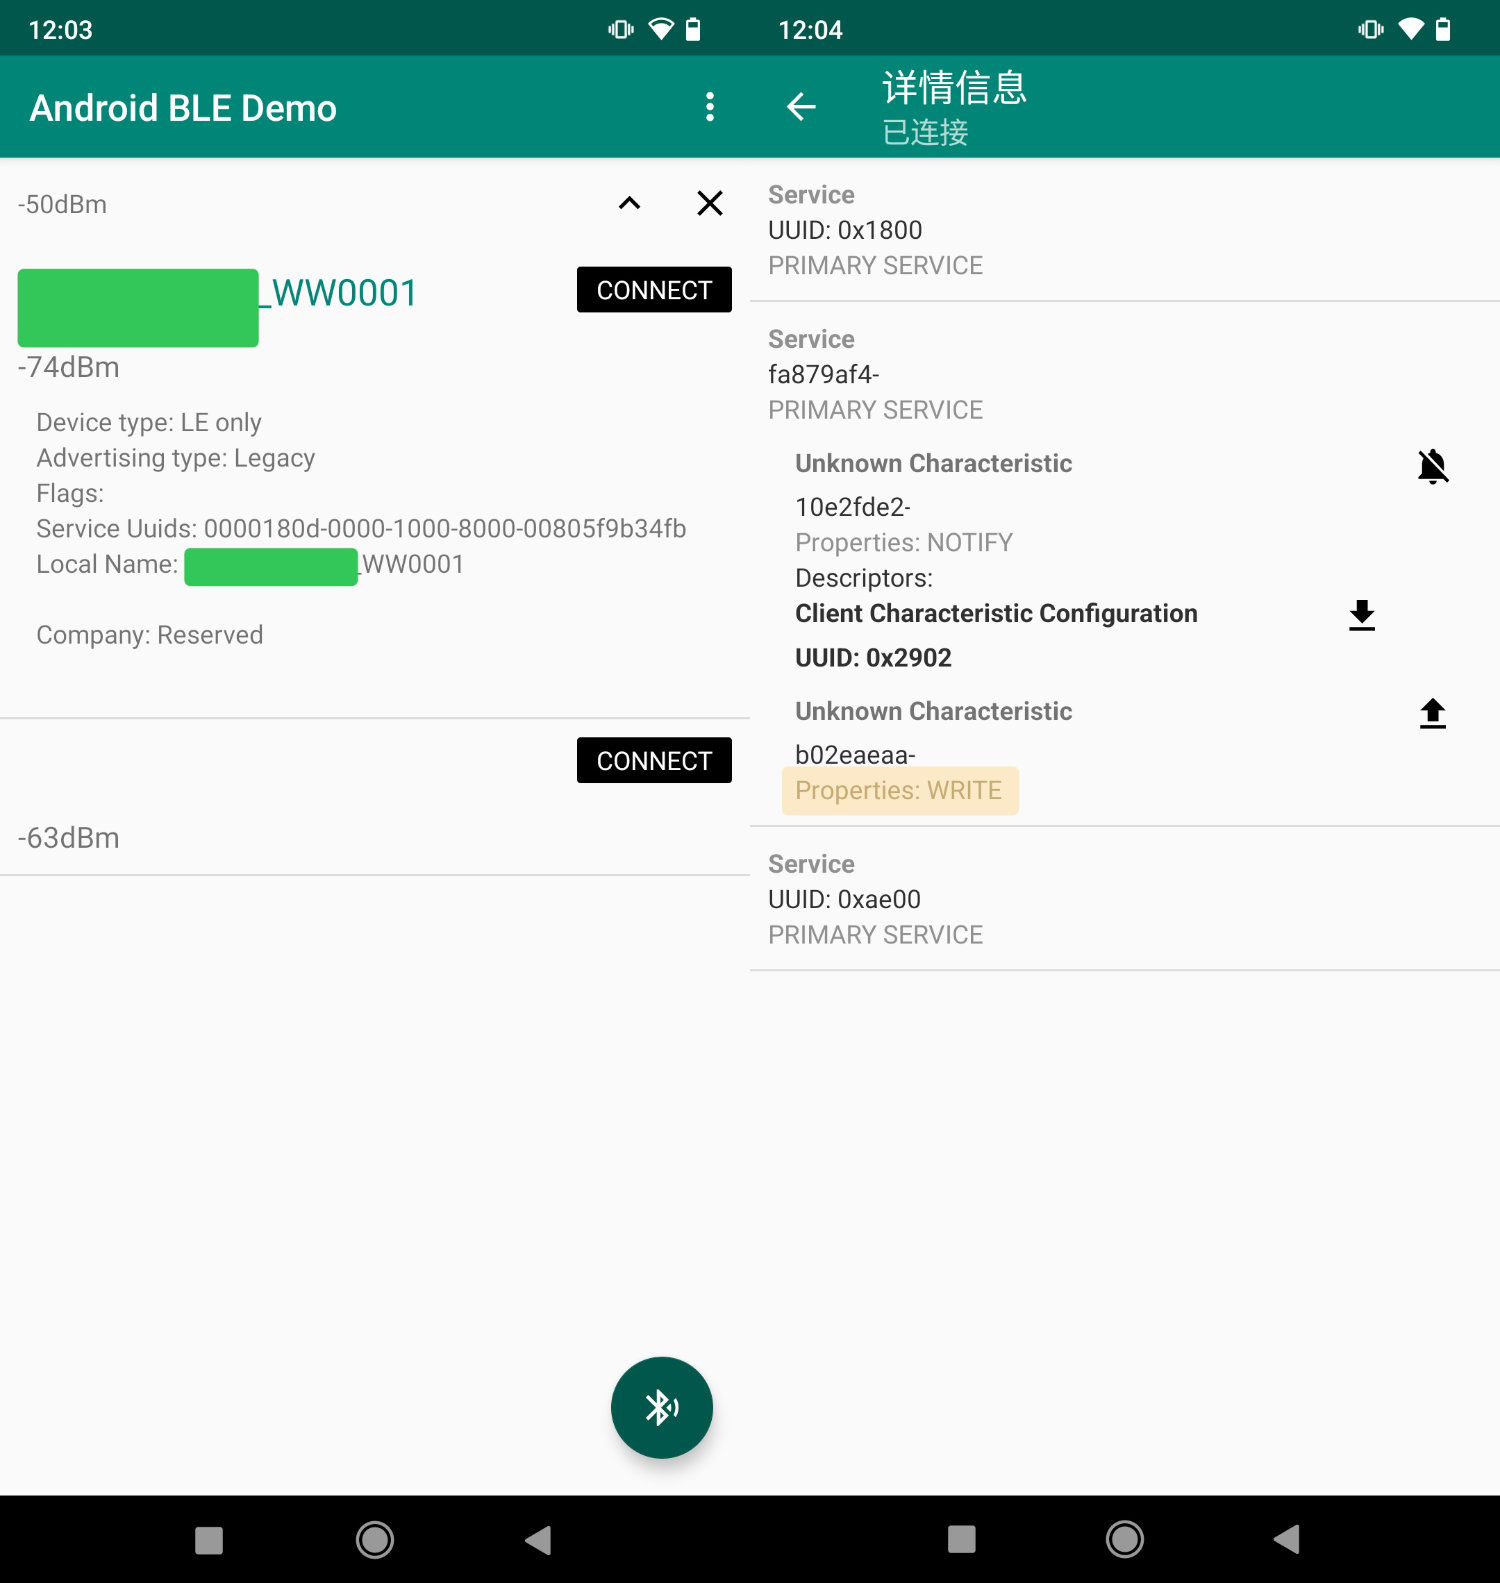 12:03
Android BLE Demo
-50dBm
_WW0001
CONNECT
-74dBm
Device type: LE only
Advertising type: Legacy
Flags:
Service Uuids: 0000180d-0000-1000-8000-00805f9b34fb
Local Name: _WW0001
Company: Reserved
CONNECT
-63dBm
12:04
详情信息
已连接
Service
UUID: 0x1800
PRIMARY SERVICE
Service
fa879af4-
PRIMARY SERVICE
Unknown Characteristic
10e2fde2-
Properties: NOTIFY
Descriptors:
Client Characteristic Configuration
UUID: 0x2902
Unknown Characteristic
b02eaeaa-
Properties: WRITE
Service
UUID: 0xae00
PRIMARY SERVICE